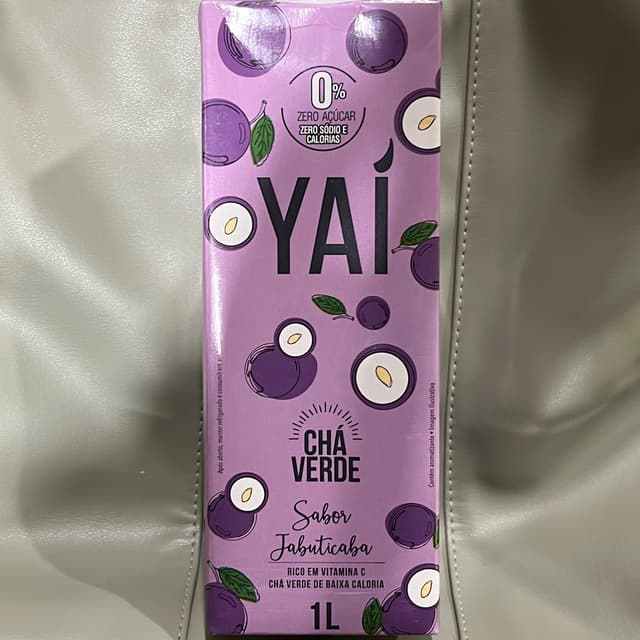 0%
ZERO AÇÚCAR
ZERO SÓDIO E
CALORIAS
YAÍ
Após aberto, manter refrigerado e consumir em
CHÁ
VERDE
Contém aromatizante • Imagem Ilustrativa
Sabor
Jabuticaba
RICO EM VITAMINA C
CHÁ VERDE DE BAIXA CALORIA
1L